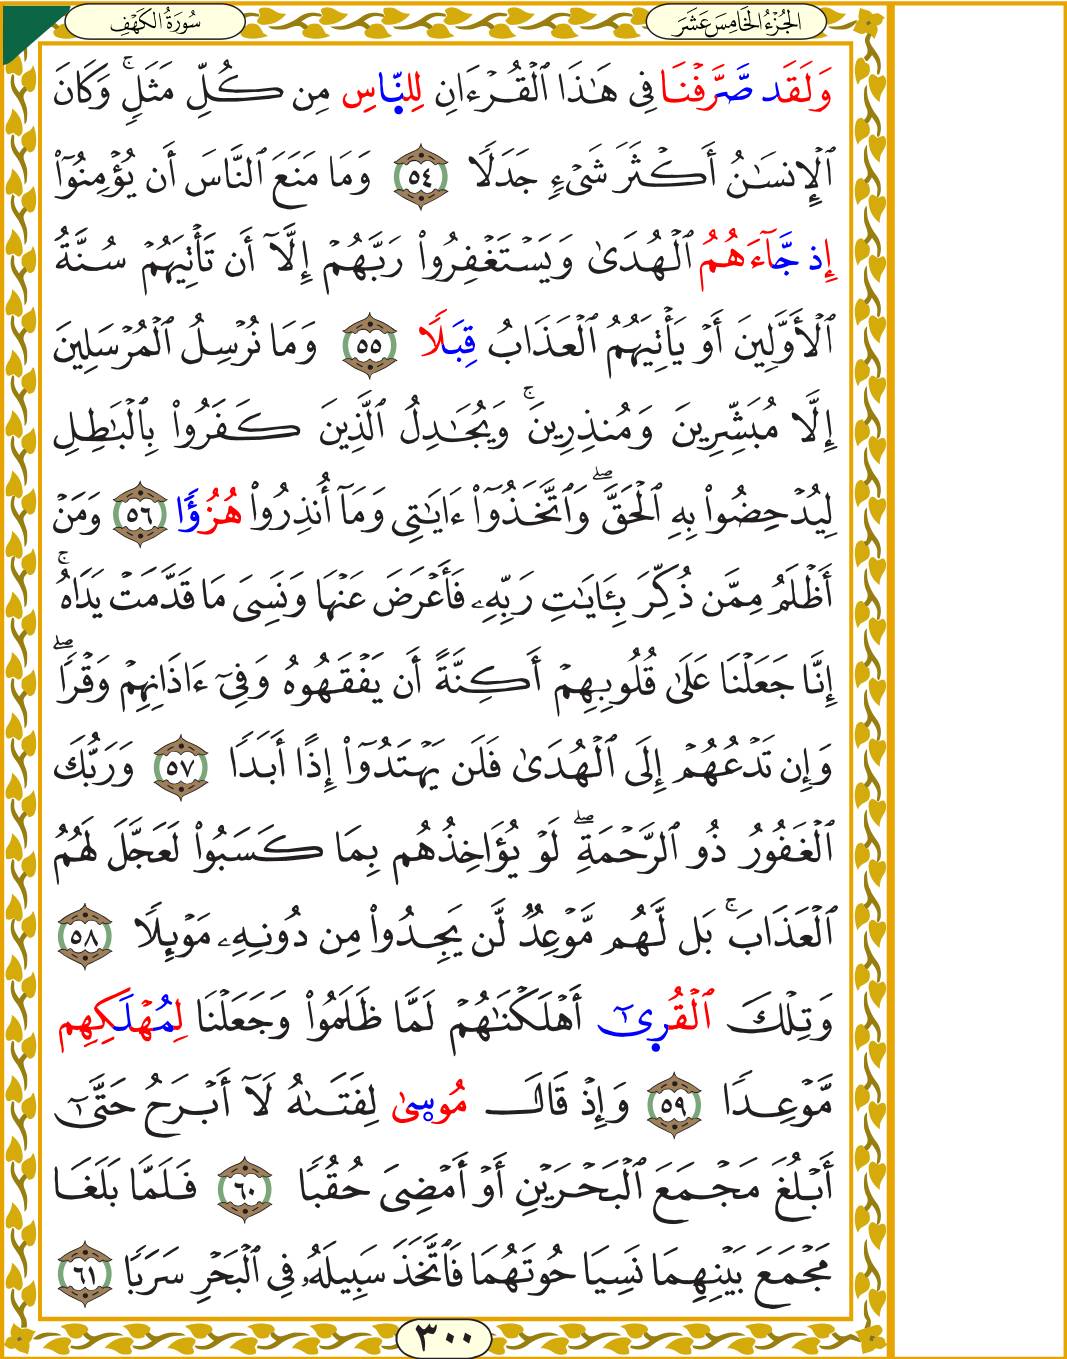 الجُزْءُ الخَامِسَ عَشَرَ
سُورَةُ الكَهْفِ
وَلَقَد صَّرَّفْنَا فِي هَٰذَا ٱلْقُرْءَانِ لِلنَّاسِ مِن كُلِّ مَثَلٍۚ وَكَانَ
ٱلْإِنسَٰنُ أَكْثَرَ شَىْءٍ جَدَلًا ٥٤ وَمَا مَنَعَ ٱلنَّاسَ أَن يُؤْمِنُوٓا۟
إِذ جَّآءَهُمُ ٱلْهُدَىٰ وَيَسْتَغْفِرُوا۟ رَبَّهُمْ إِلَّآ أَن تَأْتِيَهُمْ سُنَّةُ
ٱلْأَوَّلِينَ أَوْ يَأْتِيَهُمُ ٱلْعَذَابُ قِبَلًا ٥٥ وَمَا نُرْسِلُ ٱلْمُرْسَلِينَ
إِلَّا مُبَشِّرِينَ وَمُنذِرِينَۚ وَيُجَٰدِلُ ٱلَّذِينَ كَفَرُوا۟ بِٱلْبَٰطِلِ
لِيُدْحِضُوا۟ بِهِ ٱلْحَقَّۖ وَٱتَّخَذُوٓا۟ ءَايَٰتِى وَمَآ أُنذِرُوا۟ هُزُؤًا ٥٦ وَمَنْ
أَظْلَمُ مِمَّن ذُكِّرَ بِـَٔايَٰتِ رَبِّهِۦ فَأَعْرَضَ عَنْهَا وَنَسِىَ مَا قَدَّمَتْ يَدَاهُۚ
إِنَّا جَعَلْنَا عَلَىٰ قُلُوبِهِمْ أَكِنَّةً أَن يَفْقَهُوهُ وَفِىٓ ءَاذَانِهِمْ وَقْرًاۖ
وَإِن تَدْعُهُمْ إِلَى ٱلْهُدَىٰ فَلَن يَهْتَدُوٓا۟ إِذًا أَبَدًا ٥٧ وَرَبُّكَ
ٱلْغَفُورُ ذُو ٱلرَّحْمَةِۖ لَوْ يُؤَاخِذُهُم بِمَا كَسَبُوا۟ لَعَجَّلَ لَهُمُ
ٱلْعَذَابَۚ بَل لَّهُم مَّوْعِدٌ لَّن يَجِدُوا۟ مِن دُونِهِۦ مَوْئِلًا ٥٨
وَتِلْكَ ٱلْقُرِىٰٓ أَهْلَكْنَٰهُمْ لَمَّا ظَلَمُوا۟ وَجَعَلْنَا لِمُهْلَكِهِم
مَّوْعِدًا ٥٩ وَإِذْ قَالَ مُوسِىٰ لِفَتَىٰهُ لَآ أَبْرَحُ حَتَّىٰٓ
أَبْلُغَ مَجْمَعَ ٱلْبَحْرَيْنِ أَوْ أَمْضِىَ حُقُبًا ٦٠ فَلَمَّا بَلَغَا
مَجْمَعَ بَيْنِهِمَا نَسِيَا حُوتَهُمَا فَٱتَّخَذَ سَبِيلَهُۥ فِى ٱلْبَحْرِ سَرَبًا ٦١
٣٠٠